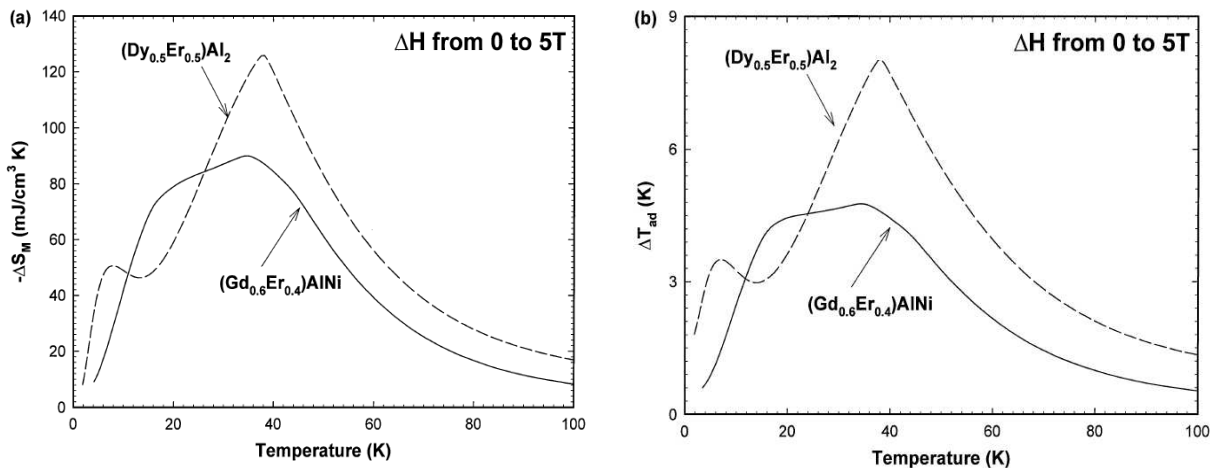 (a)
ΔH from 0 to 5T
(Dy₀.₅Er₀.₅)Al₂
(Gd₀.₆Er₀.₄)AlNi
-ΔS_M (mJ/cm³ K)
140
120
100
80
60
40
20
0
0 20 40 60 80 100
Temperature (K)
(b)
ΔH from 0 to 5T
(Dy₀.₅Er₀.₅)Al₂
(Gd₀.₆Er₀.₄)AlNi
ΔT_ad (K)
9
6
3
0
0 20 40 60 80 100
Temperature (K)